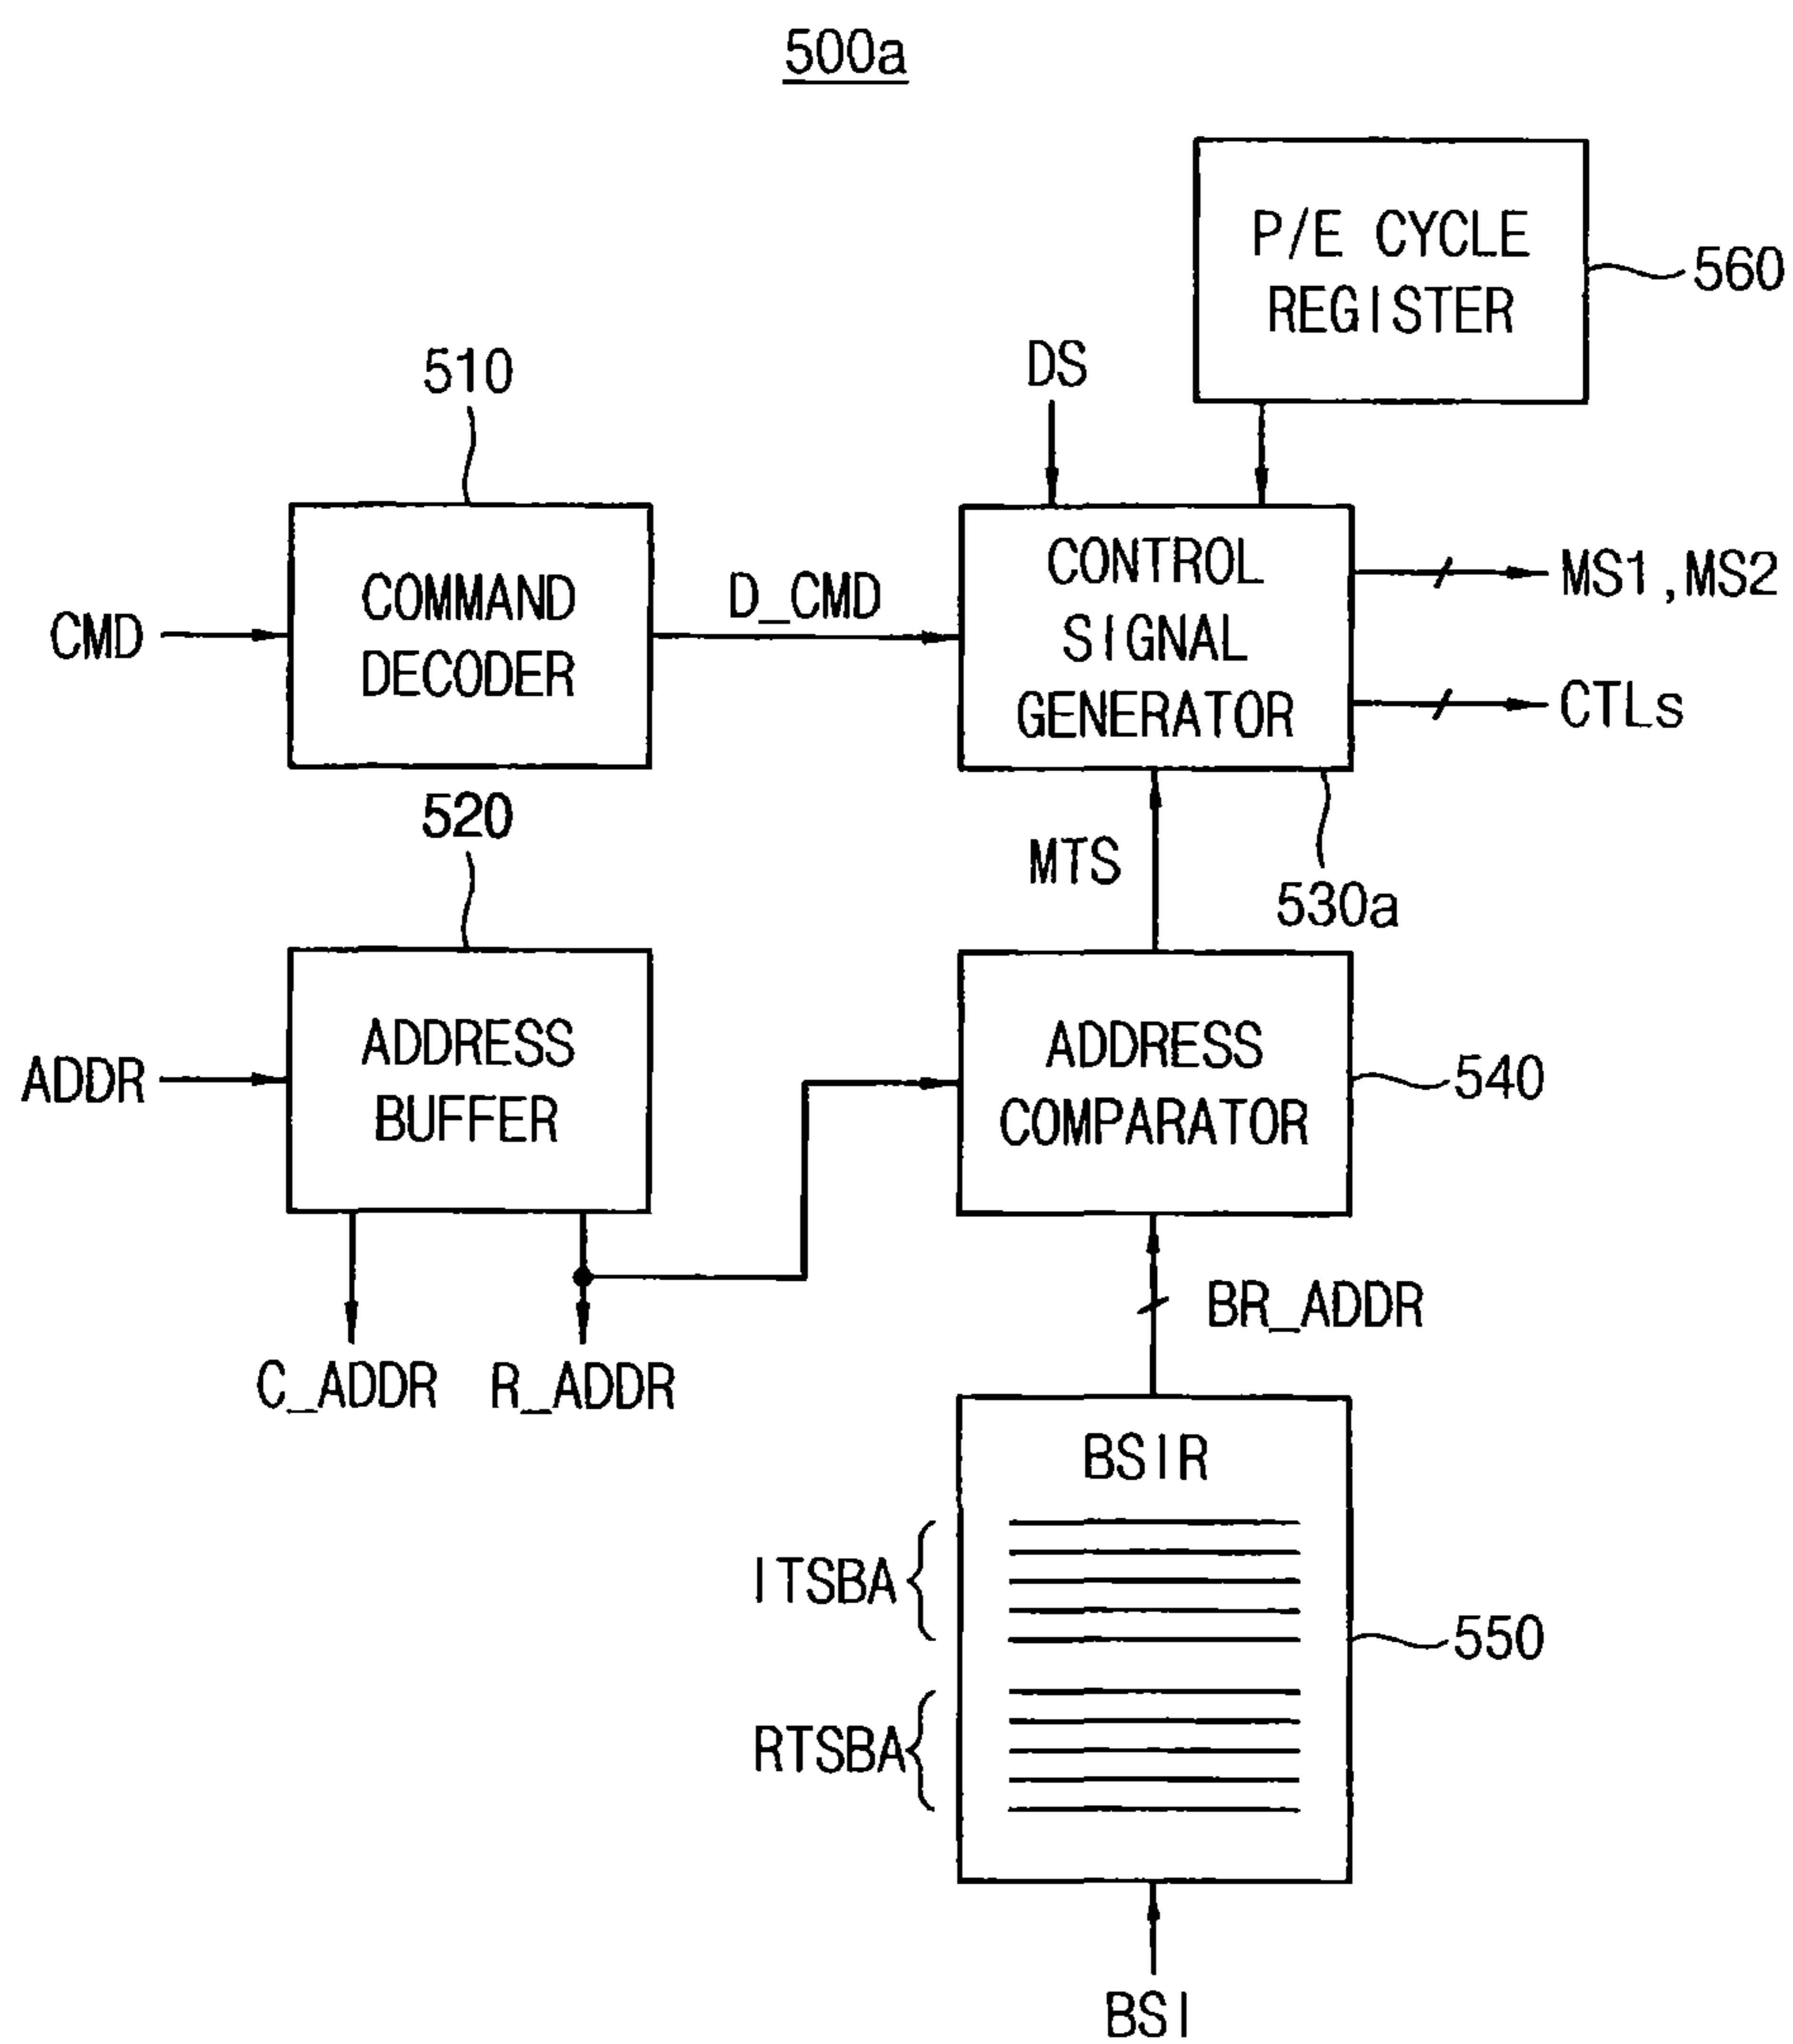 500a
P/E CYCLE
REGISTER
560
DS
510
COMMAND
DECODER
CMD
D_CMD
CONTROL
SIGNAL
GENERATOR
MS1,MS2
CTLs
530a
MTS
520
ADDRESS
BUFFER
ADDR
C_ADDR
R_ADDR
ADDRESS
COMPARATOR
540
BR_ADDR
BSIR
ITSBA
RTSBA
550
BSI